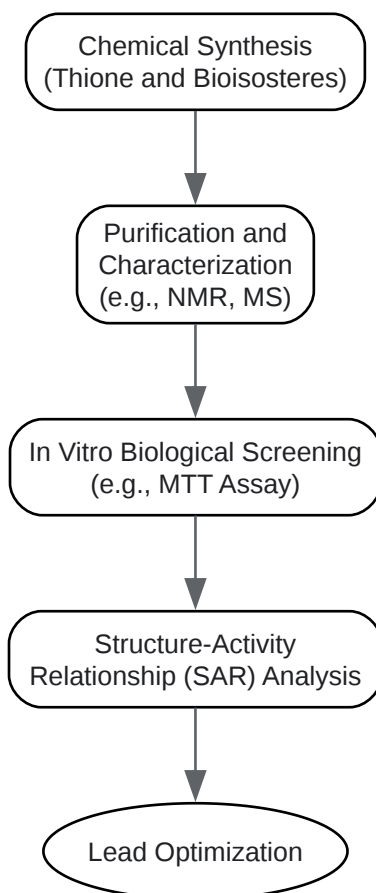 Chemical Synthesis
(Thione and Bioisosteres)
Purification and
Characterization
(e.g., NMR, MS)
In Vitro Biological Screening
(e.g., MTT Assay)
Structure-Activity
Relationship (SAR) Analysis
Lead Optimization